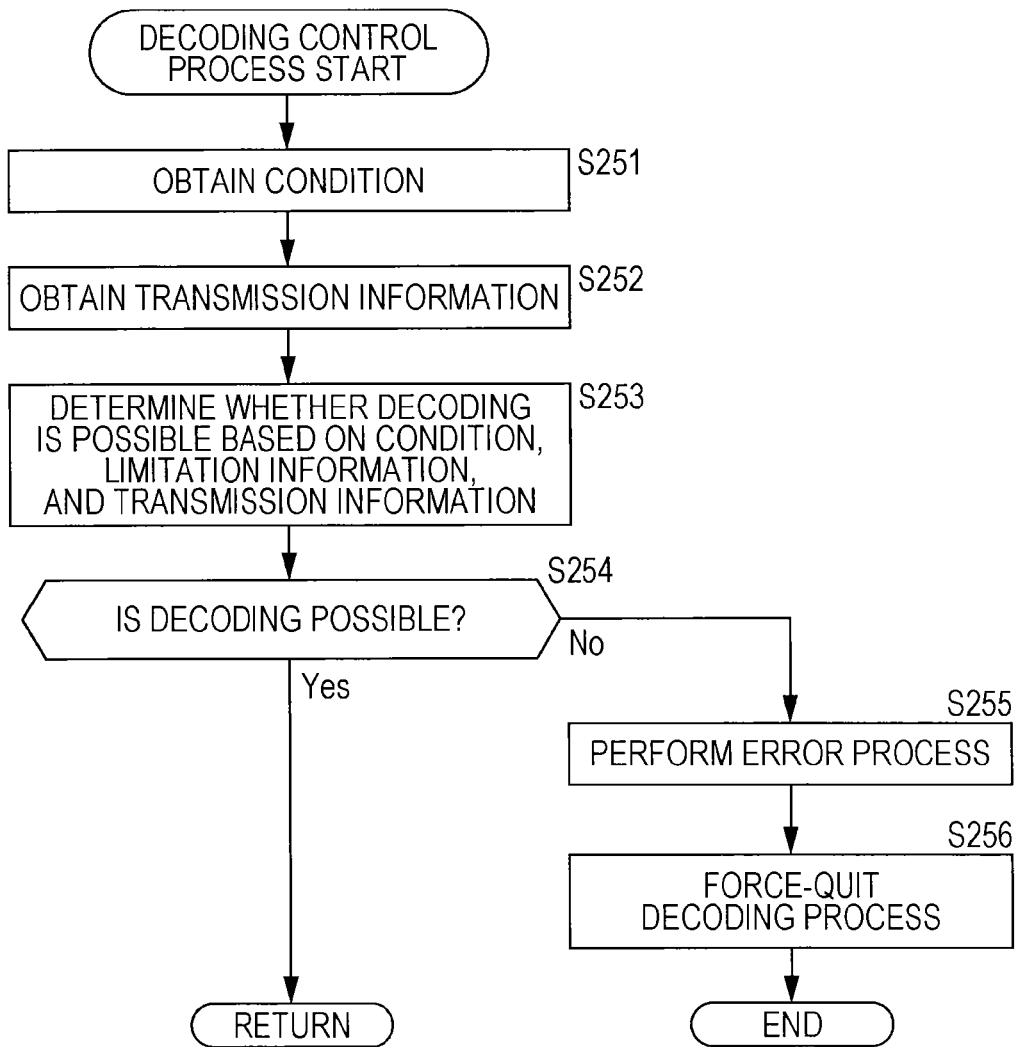 DECODING CONTROL
PROCESS START
S251
OBTAIN CONDITION
S252
OBTAIN TRANSMISSION INFORMATION
S253
DETERMINE WHETHER DECODING
IS POSSIBLE BASED ON CONDITION,
LIMITATION INFORMATION,
AND TRANSMISSION INFORMATION
S254
IS DECODING POSSIBLE?
No
Yes
S255
PERFORM ERROR PROCESS
S256
FORCE-QUIT
DECODING PROCESS
RETURN
END